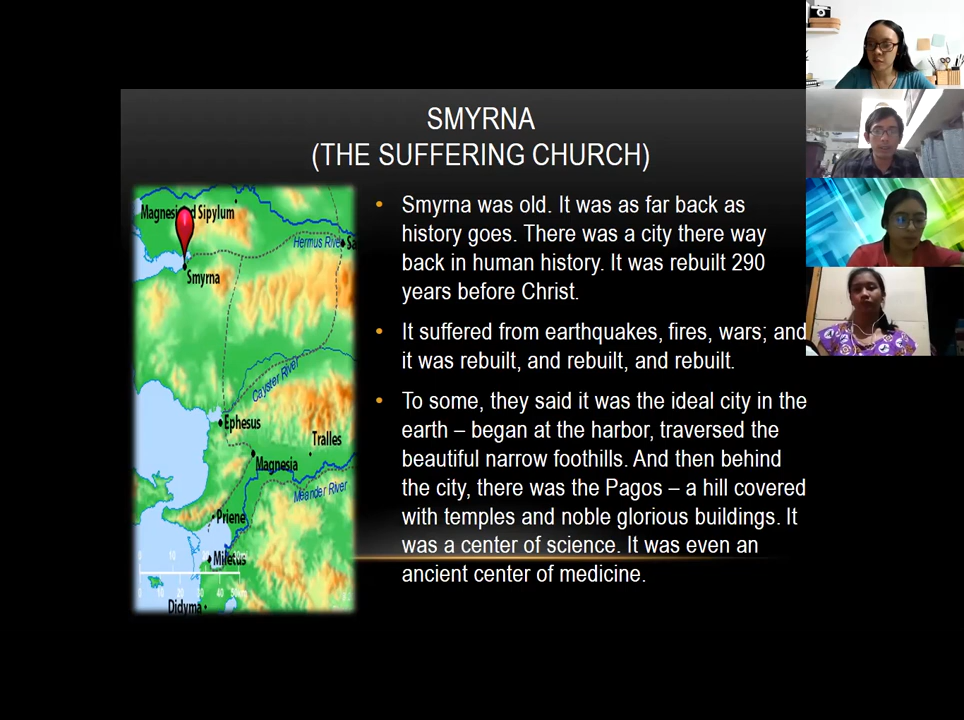 SMYRNA
(THE SUFFERING CHURCH)
• Smyrna was old. It was as far back as
history goes. There was a city there way
back in human history. It was rebuilt 290
years before Christ.
• It suffered from earthquakes, fires, wars; and
it was rebuilt, and rebuilt, and rebuilt.
• To some, they said it was the ideal city in the
earth – began at the harbor, traversed the
beautiful narrow foothills. And then behind
the city, there was the Pagos – a hill covered
with temples and noble glorious buildings. It
was a center of science. It was even an
ancient center of medicine.
Sipylum
Hermus River
Smyrna
Cayster River
Ephesus
Tralles
Magnesia
Meander River
Priene
Miletus
Didyma